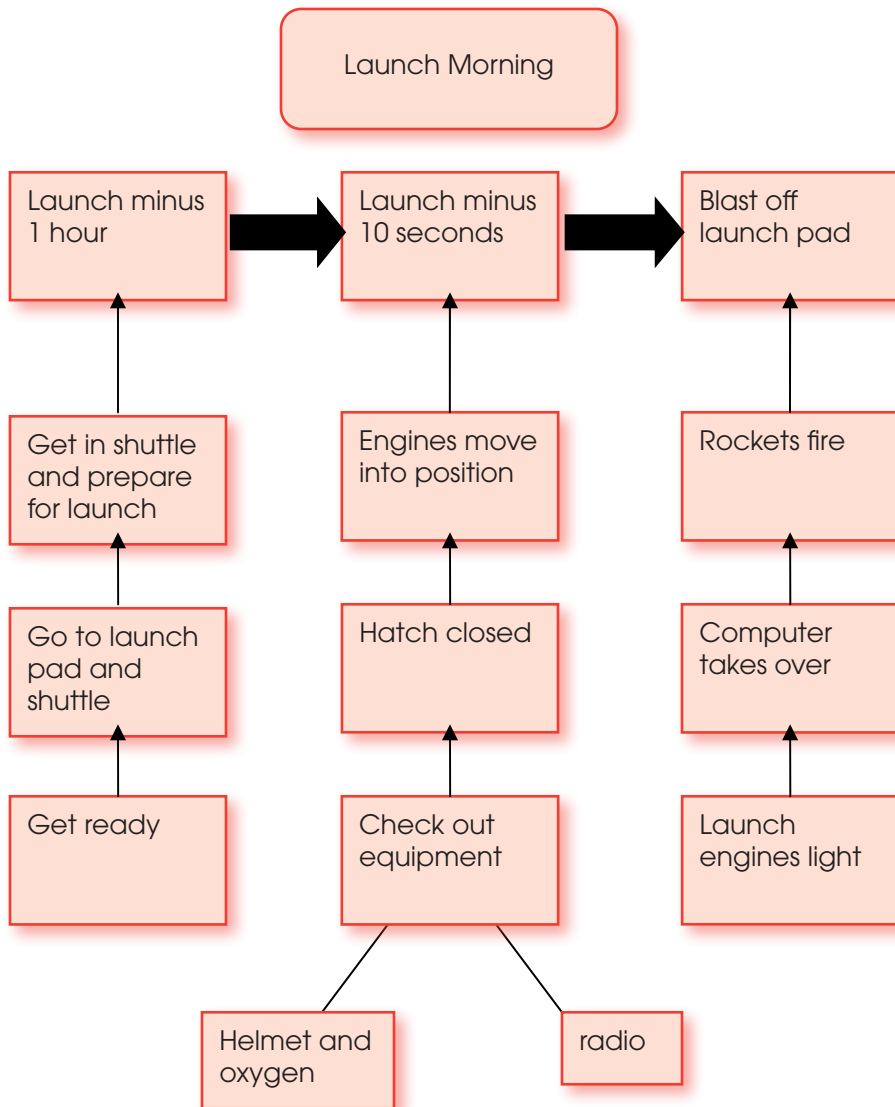 Launch Morning
Launch minus
1 hour
Launch minus
10 seconds
Blast off
launch pad
Get in shuttle
and prepare
for launch
Engines move
into position
Rockets fire
Go to launch
pad and
shuttle
Hatch closed
Computer
takes over
Get ready
Check out
equipment
Launch
engines light
Helmet and
oxygen
radio